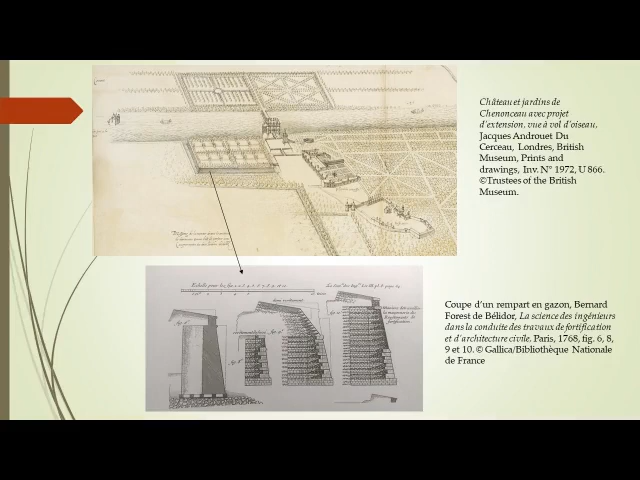 Château et jardins de
Chenonceau avec projet
d'extension, vue à vol d'oiseau,
Jacques Androuet Du
Cerceau, Londres, British
Museum, Prints and
drawings, Inv. N° 1972, U 866.
©Trustees of the British
Museum.
Coupe d'un rempart en gazon, Bernard
Forest de Bélidor, La science des ingénieurs
dans la conduite des travaux de fortification
et d'architecture civile. Paris, 1768, fig. 6, 8,
9 et 10. © Gallica/Bibliothèque Nationale
de France